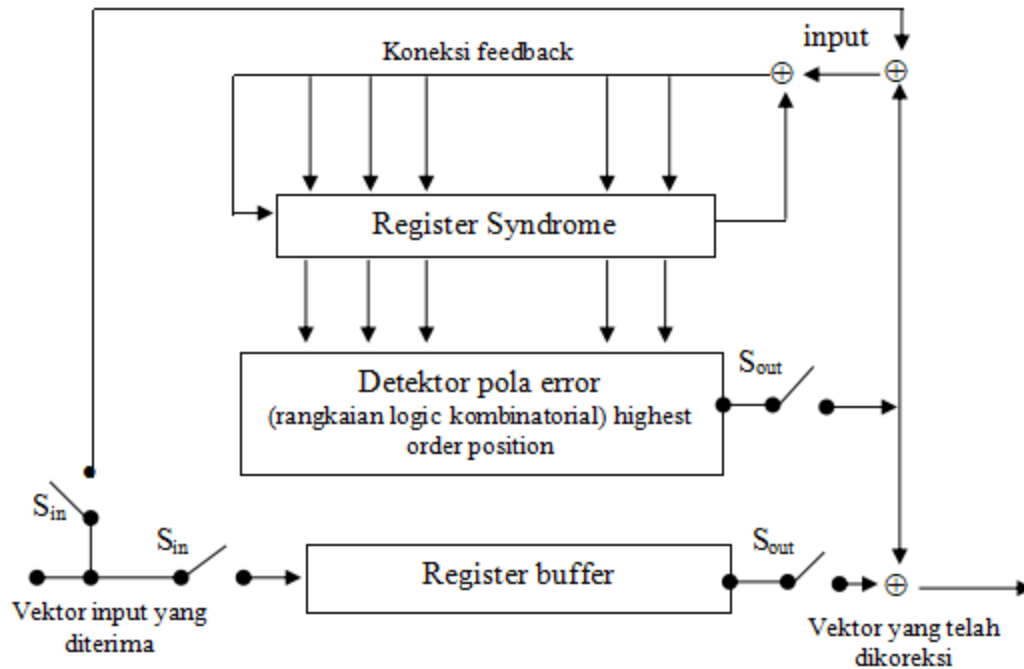 input
Koneksi feedback
Register Syndrome
Detektor pola error
(rangkaian logic kombinatorial) highest
order position
Sout
Sin
Sin
Register buffer
Sout
Vektor input yang
diterima
Vektor yang telah
dikoreksi